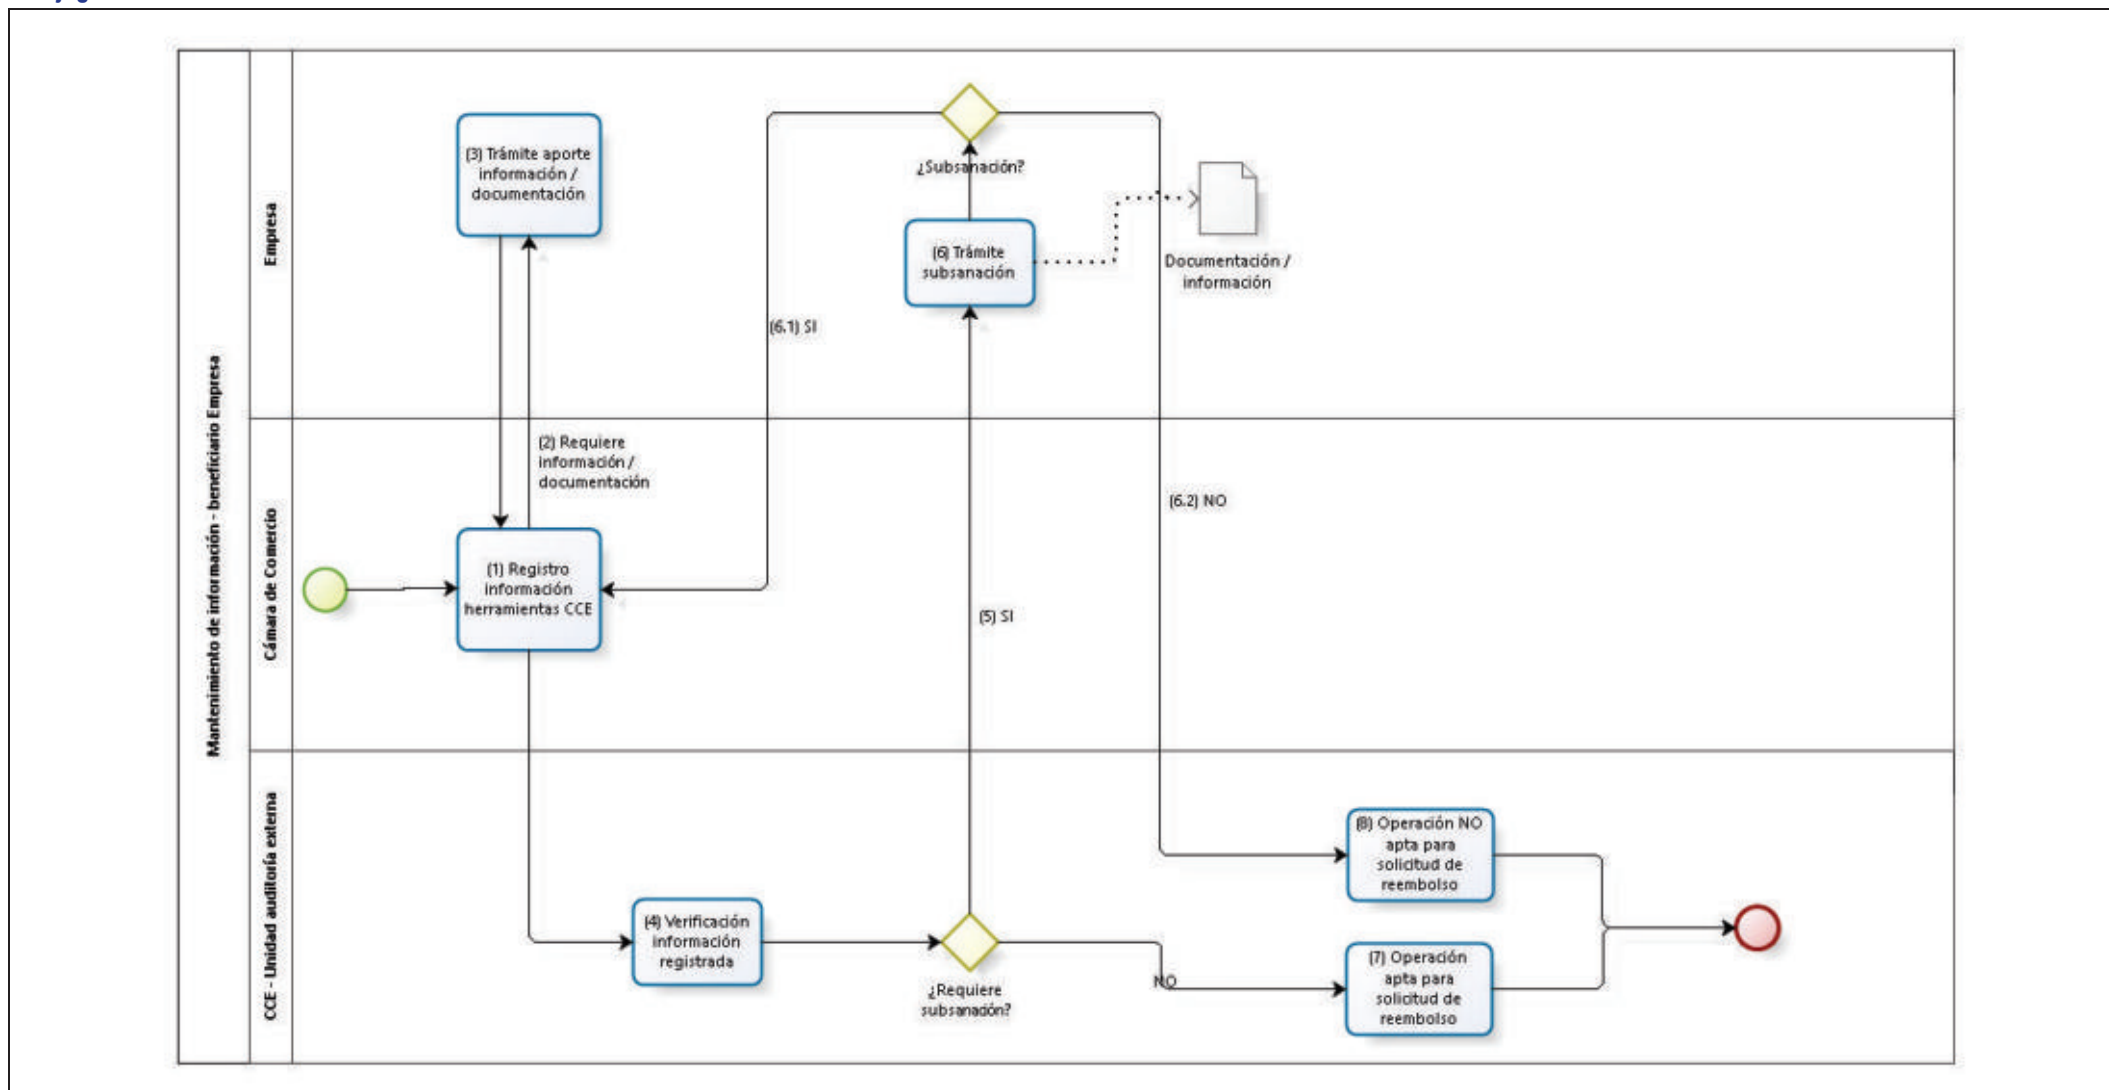 Mantenimiento de información - beneficiario Empresa
Empresa
(3) Trámite aporte
información /
documentación
¿Subsanación?
(6) Trámite
subsanación
Documentación /
información
(6.1) SI
Cámara de Comercio
(2) Requiere
información /
documentación
(6.2) NO
(1) Registro
información
herramientas CCE
(5) SI
CCE - Unidad auditoría externa
(8) Operación NO
apta para
solicitud de
reembolso
(4) Verificación
información
registrada
¿Requiere
subsanación?
NO
(7) Operación
apta para
solicitud de
reembolso